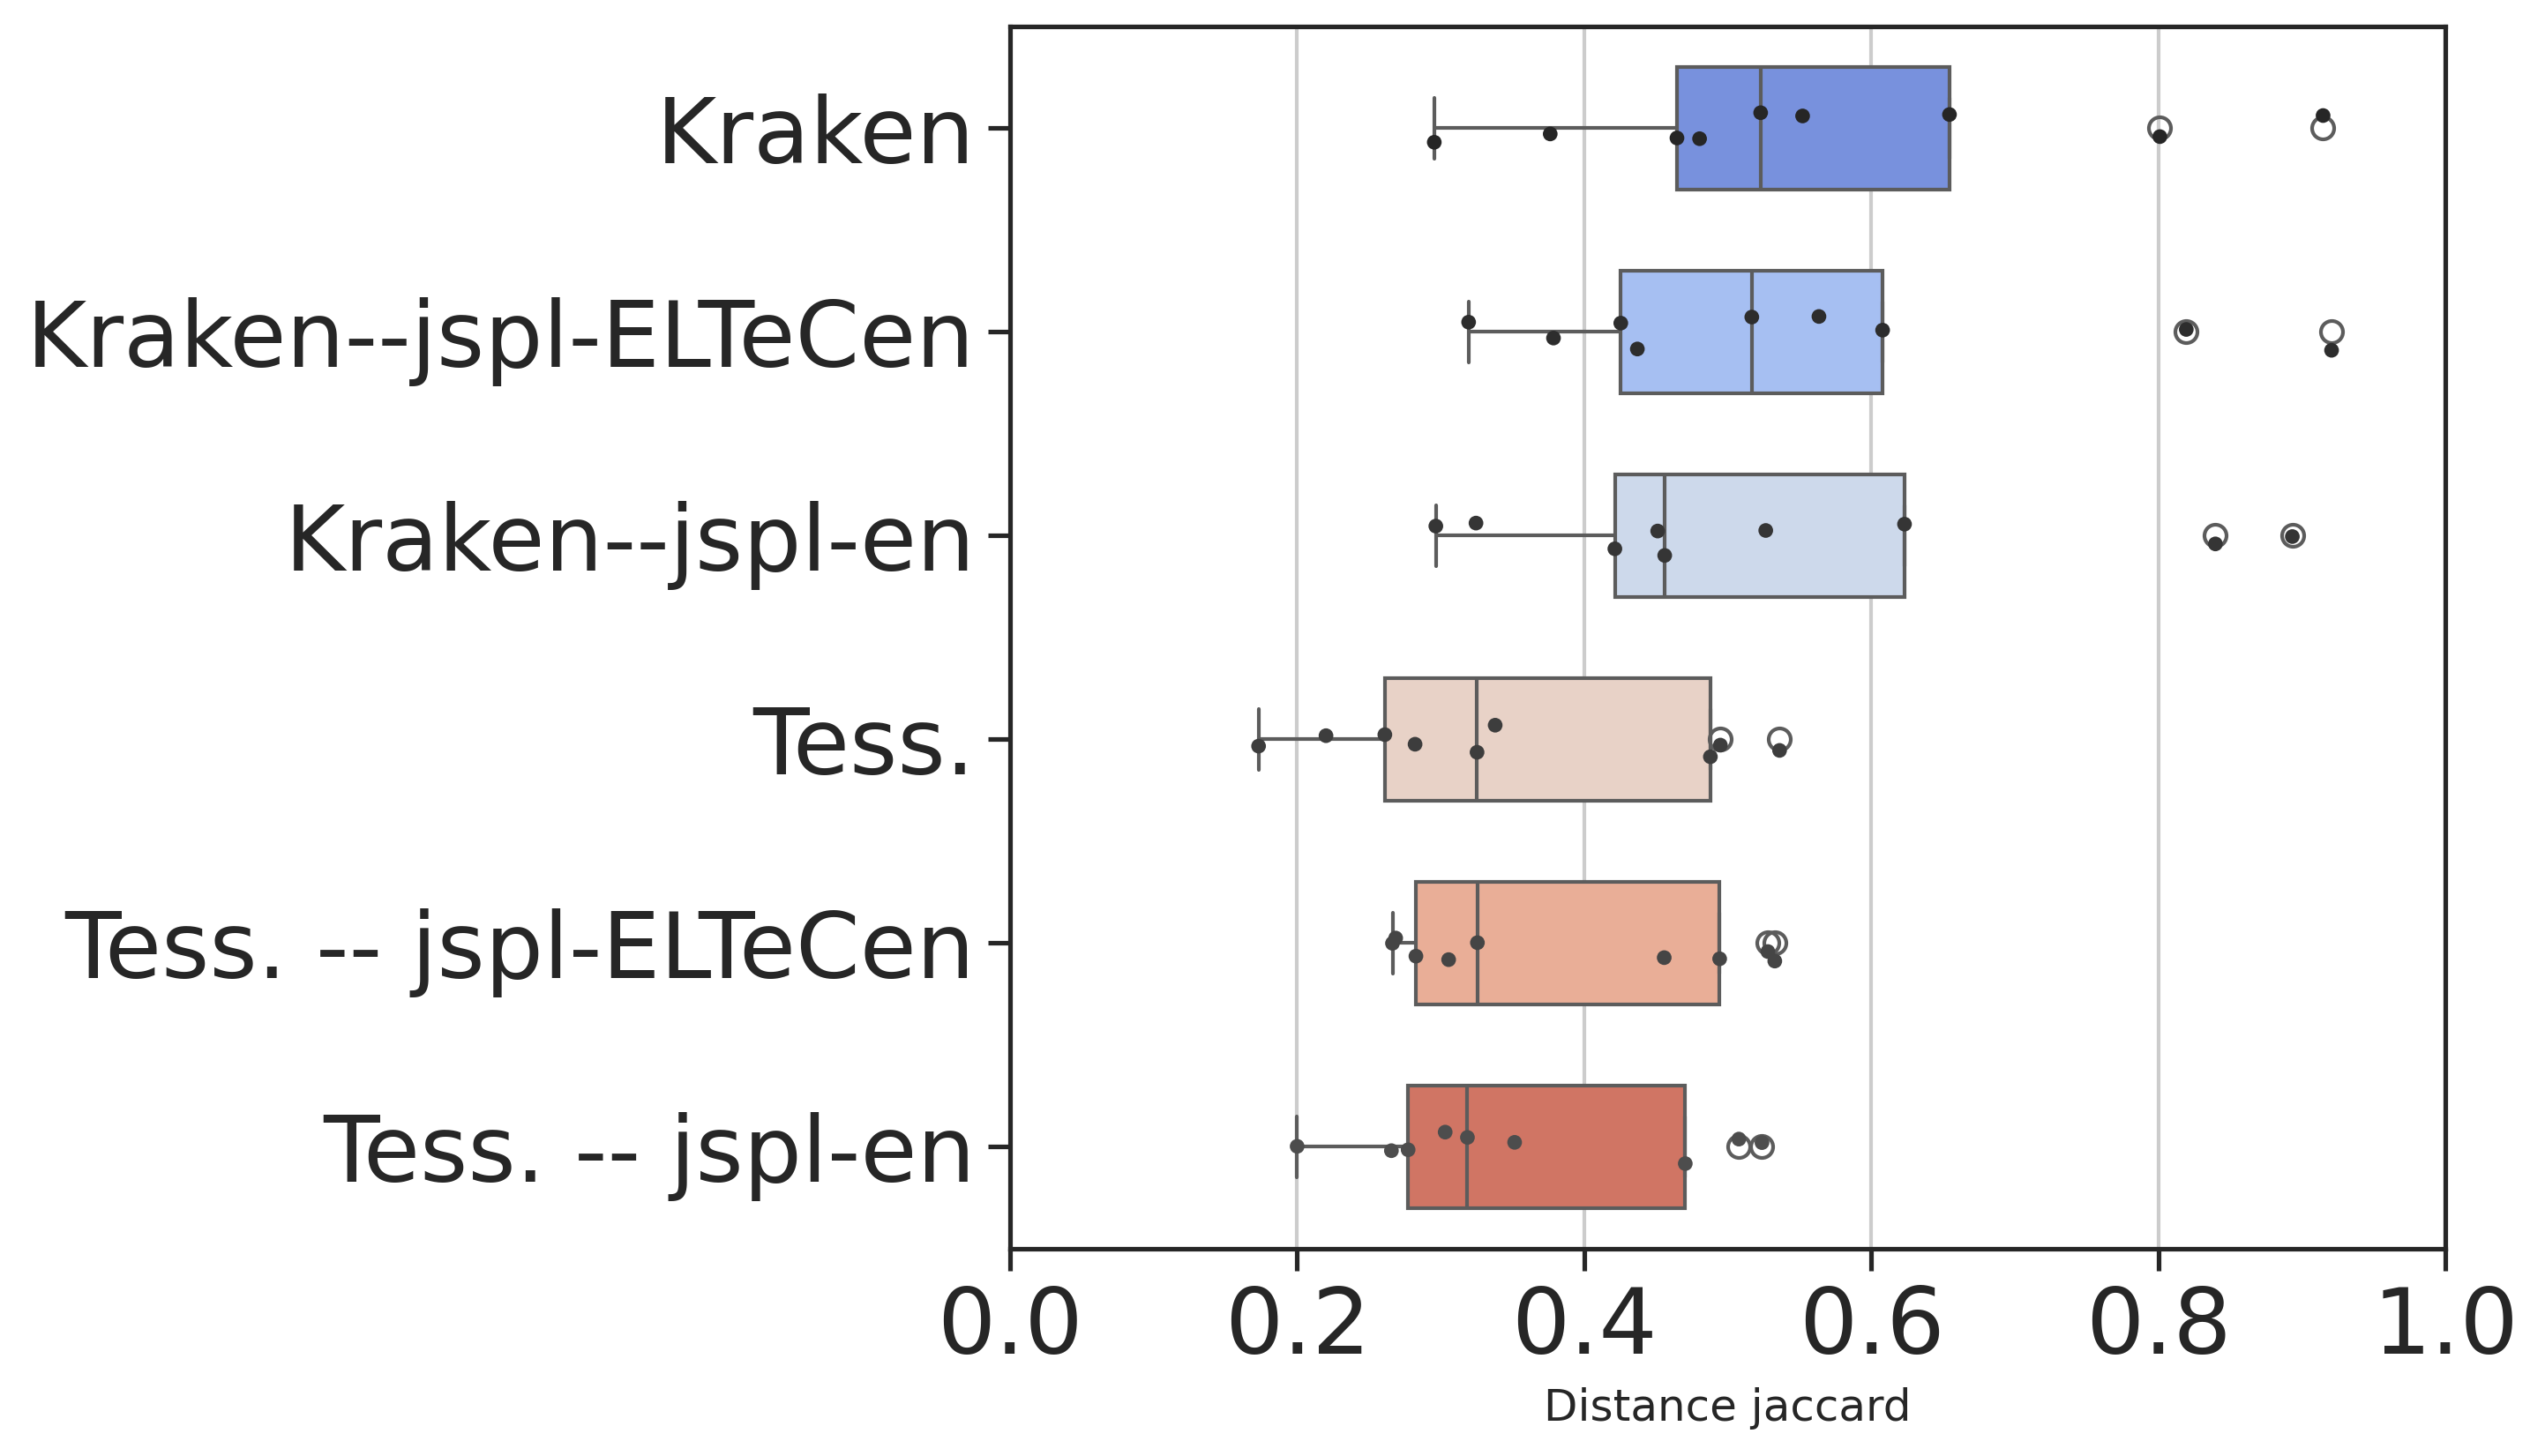 Kraken
Kraken--jspl-ELTeCen
Kraken--jspl-en
Tess.
Tess. -- jspl-ELTeCen
Tess. -- jspl-en
0.0 0.2 0.4 0.6 0.8 1.0
Distance jaccard